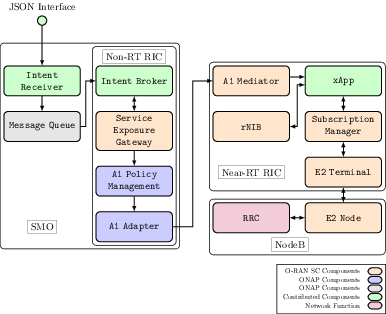 JSON Interface
Non-RT RIC
Intent
Receiver
Message Queue
Intent Broker
Service
Exposure
Gateway
A1 Policy
Management
A1 Adapter
SMO
A1 Mediator
xApp
rNIB
Subscription
Manager
Near-RT RIC
E2 Terminal
RRC
E2 Node
NodeB
O-RAN SC Components
ONAP Components
ONAP Components
Contributed Components
Network Function